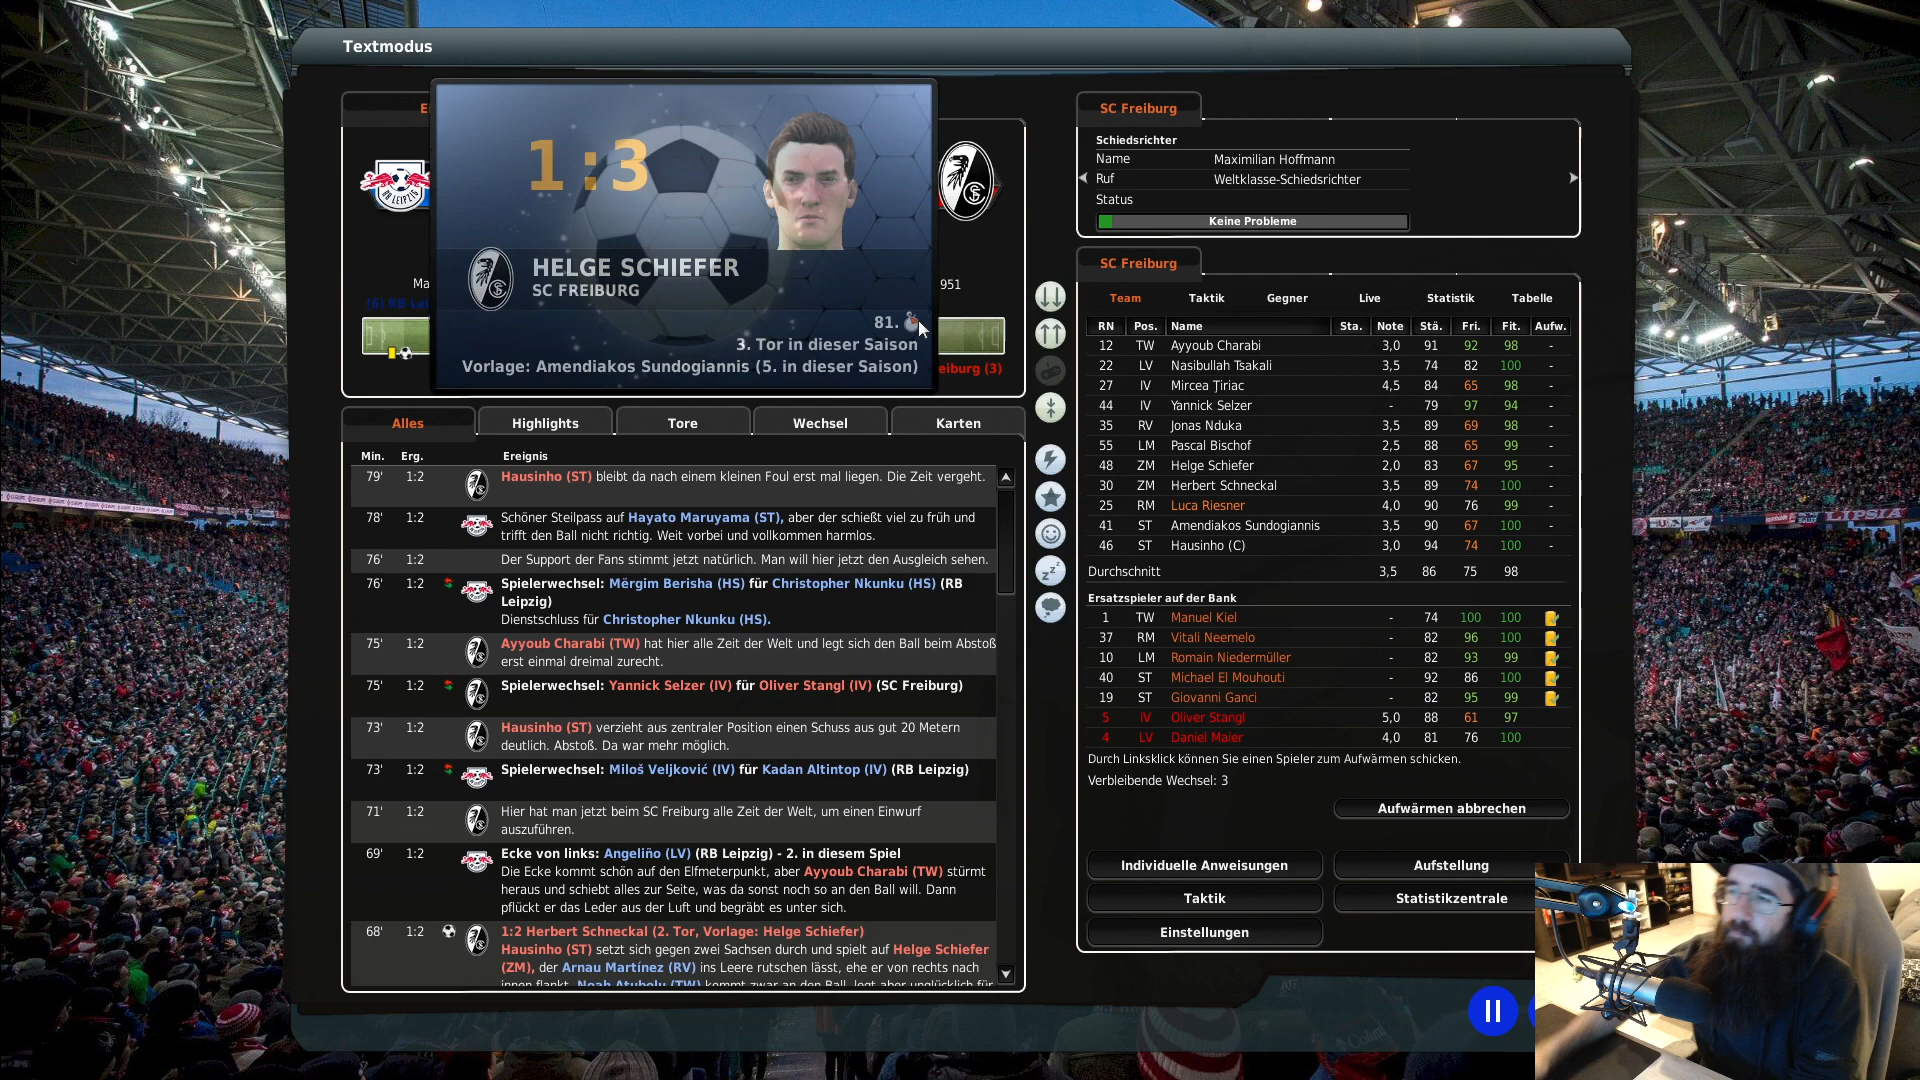 Textmodus
1:3
HELGE SCHIEFER
SC FREIBURG
81.
3. Tor in dieser Saison
Vorlage: Amendiakos Sundogiannis (5. in dieser Saison)
RB LEIPZIG
Ma
951
(6) RB Lei
eiburg (3)
Alles
Highlights
Tore
Wechsel
Karten
Min. Erg. Ereignis
79' 1:2 Hausinho (ST) bleibt da nach einem kleinen Foul erst mal liegen. Die Zeit vergeht.
78' 1:2 Schöner Steilpass auf Hayato Maruyama (ST), aber der schießt viel zu früh und
trifft den Ball nicht richtig. Weit vorbei und vollkommen harmlos.
76' 1:2 Der Support der Fans stimmt jetzt natürlich. Man will hier jetzt den Ausgleich sehen.
76' 1:2 Spielerwechsel: Mërgim Berisha (HS) für Christopher Nkunku (HS) (RB
Leipzig)
Dienstschluss für Christopher Nkunku (HS).
75' 1:2 Ayyoub Charabi (TW) hat hier alle Zeit der Welt und legt sich den Ball beim Abstoß
erst einmal dreimal zurecht.
75' 1:2 Spielerwechsel: Yannick Selzer (IV) für Oliver Stangl (IV) (SC Freiburg)
73' 1:2 Hausinho (ST) verzieht aus zentraler Position einen Schuss aus gut 20 Metern
deutlich. Abstoß. Da war mehr möglich.
73' 1:2 Spielerwechsel: Miloš Veljković (IV) für Kadan Altintop (IV) (RB Leipzig)
71' 1:2 Hier hat man jetzt beim SC Freiburg alle Zeit der Welt, um einen Einwurf
auszuführen.
69' 1:2 Ecke von links: Angeliño (LV) (RB Leipzig) - 2. in diesem Spiel
Die Ecke kommt schön auf den Elfmeterpunkt, aber Ayyoub Charabi (TW) stürmt
heraus und schiebt alles zur Seite, was da sonst noch so an den Ball will. Dann
pflückt er das Leder aus der Luft und begräbt es unter sich.
68' 1:2 1:2 Herbert Schneckal (2. Tor, Vorlage: Helge Schiefer)
Hausinho (ST) setzt sich gegen zwei Sachsen durch und spielt auf Helge Schiefer
(ZM), der Arnau Martínez (RV) ins Leere rutschen lässt, ehe er von rechts nach
innen flankt. Noah Atubolu (TW) kommt zwar an den Ball, legt aber unglücklich für
SC Freiburg
Schiedsrichter
Name Maximilian Hoffmann
Ruf Weltklasse-Schiedsrichter
Status
Keine Probleme
SC Freiburg
Team Taktik Gegner Live Statistik Tabelle
RN Pos. Name Sta. Note Stä. Fri. Fit. Aufw.
12 TW Ayyoub Charabi 3,0 91 92 98 -
22 LV Nasibullah Tsakali 3,5 74 82 100 -
27 IV Mircea Țiriac 4,5 84 65 98 -
44 IV Yannick Selzer - 79 97 94 -
35 RV Jonas Nduka 3,5 89 69 98 -
55 LM Pascal Bischof 2,5 88 65 99 -
48 ZM Helge Schiefer 2,0 83 67 95 -
30 ZM Herbert Schneckal 3,5 89 74 100 -
25 RM Luca Riesner 4,0 90 76 99 -
41 ST Amendiakos Sundogiannis 3,5 90 67 100 -
46 ST Hausinho (C) 3,0 94 74 100 -
Durchschnitt 3,5 86 75 98
Ersatzspieler auf der Bank
1 TW Manuel Kiel - 74 100 100
37 RM Vitali Neemelo - 82 96 100
10 LM Romain Niedermüller - 82 93 99
40 ST Michael El Mouhouti - 92 86 100
19 ST Giovanni Ganci - 82 95 99
5 IV Oliver Stangl 5,0 88 61 97
4 LV Daniel Maier 4,0 81 76 100
Durch Linksklick können Sie einen Spieler zum Aufwärmen schicken.
Verbleibende Wechsel: 3
Aufwärmen abbrechen
Individuelle Anweisungen
Aufstellung
Taktik
Statistikzentrale
Einstellungen
LIPSIA